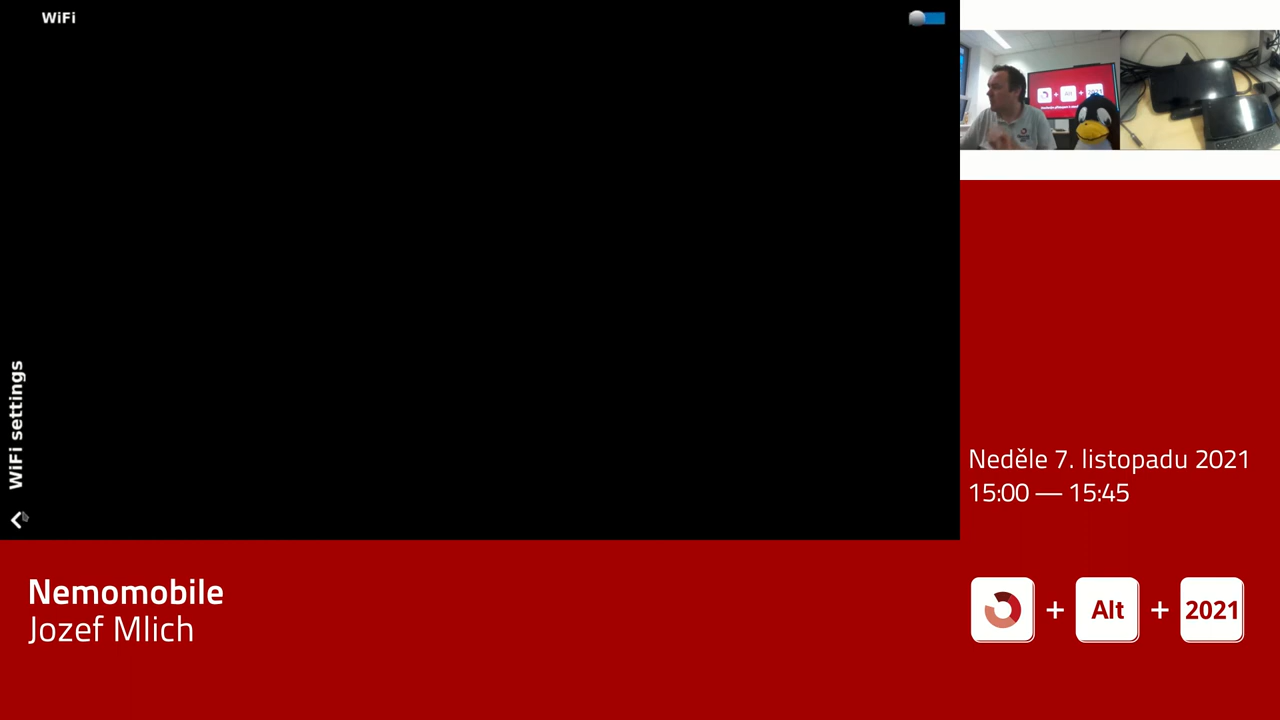 WiFi
WiFi settings
Neděle 7. listopadu 2021
15:00 — 15:45
Nemomobile
Jozef Mlich
+ Alt + 2021